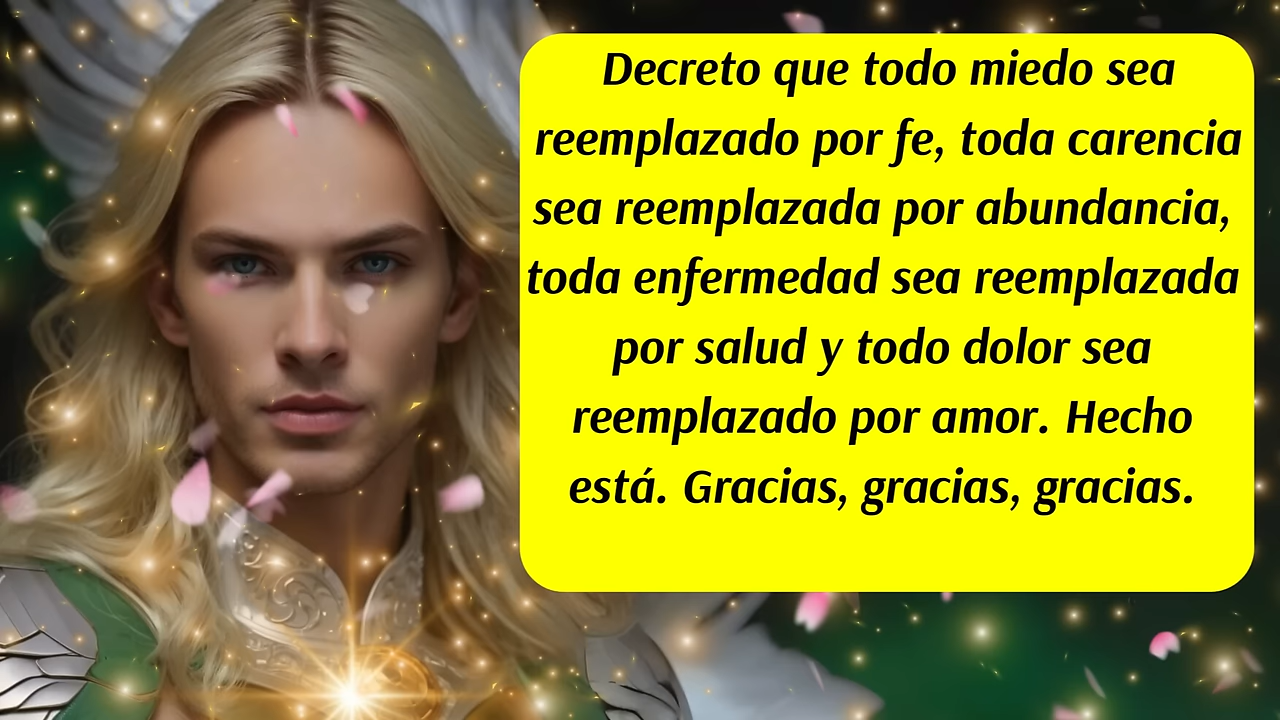 Decreto que todo miedo sea
reemplazado por fe, toda carencia
sea reemplazada por abundancia,
toda enfermedad sea reemplazada
por salud y todo dolor sea
reemplazado por amor. Hecho
está. Gracias, gracias, gracias.